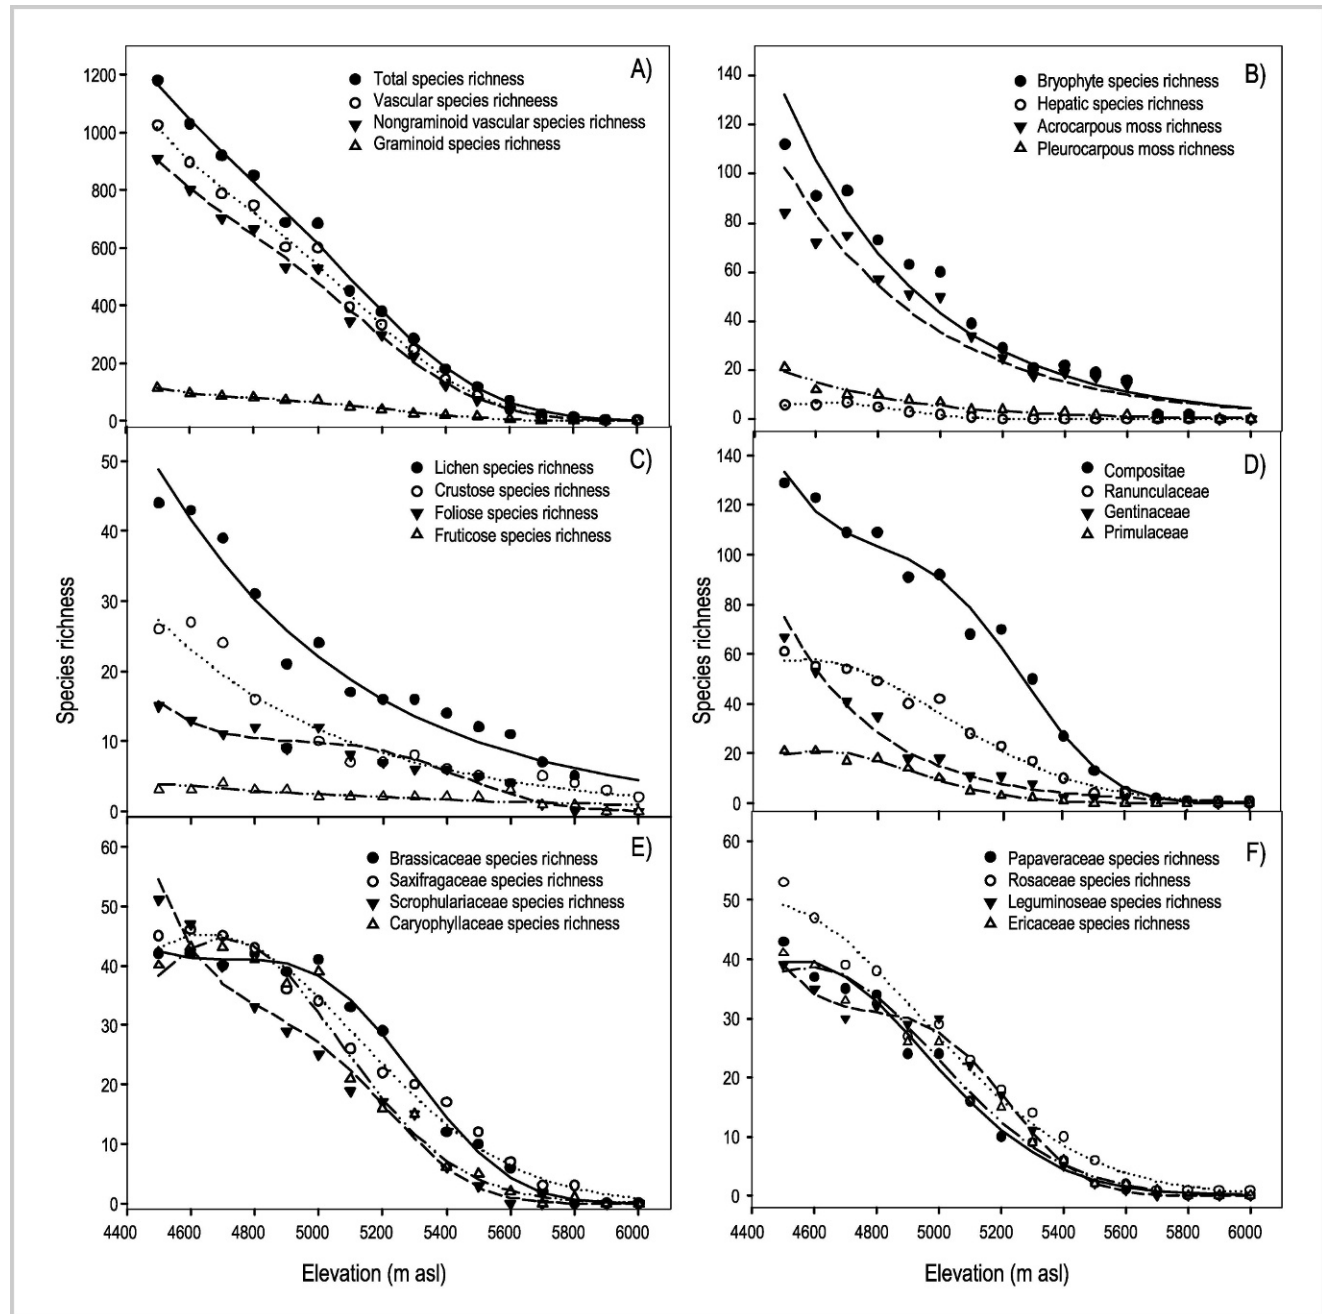 A)
Total species richness
Vascular species richneess
Nongraminoid vascular species richness
Graminoid species richness
1200
1000
800
600
400
200
0
B)
Bryophyte species richness
Hepatic species richness
Acrocarpous moss richness
Pleurocarpous moss richness
140
120
100
80
60
40
20
0
C)
Lichen species richness
Crustose species richness
Foliose species richness
Fruticose species richness
50
40
30
20
10
0
D)
Compositae
Ranunculaceae
Gentinaceae
Primulaceae
140
120
100
80
60
40
20
0
Species richness
Species richness
E)
Brassicaceae species richness
Saxifragaceae species richness
Scrophulariaceae species richness
Caryophyllaceae species richness
60
50
40
30
20
10
0
4400 4600 4800 5000 5200 5400 5600 5800 6000
Elevation (m asl)
F)
Papaveraceae species richness
Rosaceae species richness
Leguminoseae species richness
Ericaceae species richness
60
50
40
30
20
10
0
4400 4600 4800 5000 5200 5400 5600 5800 6000
Elevation (m asl)